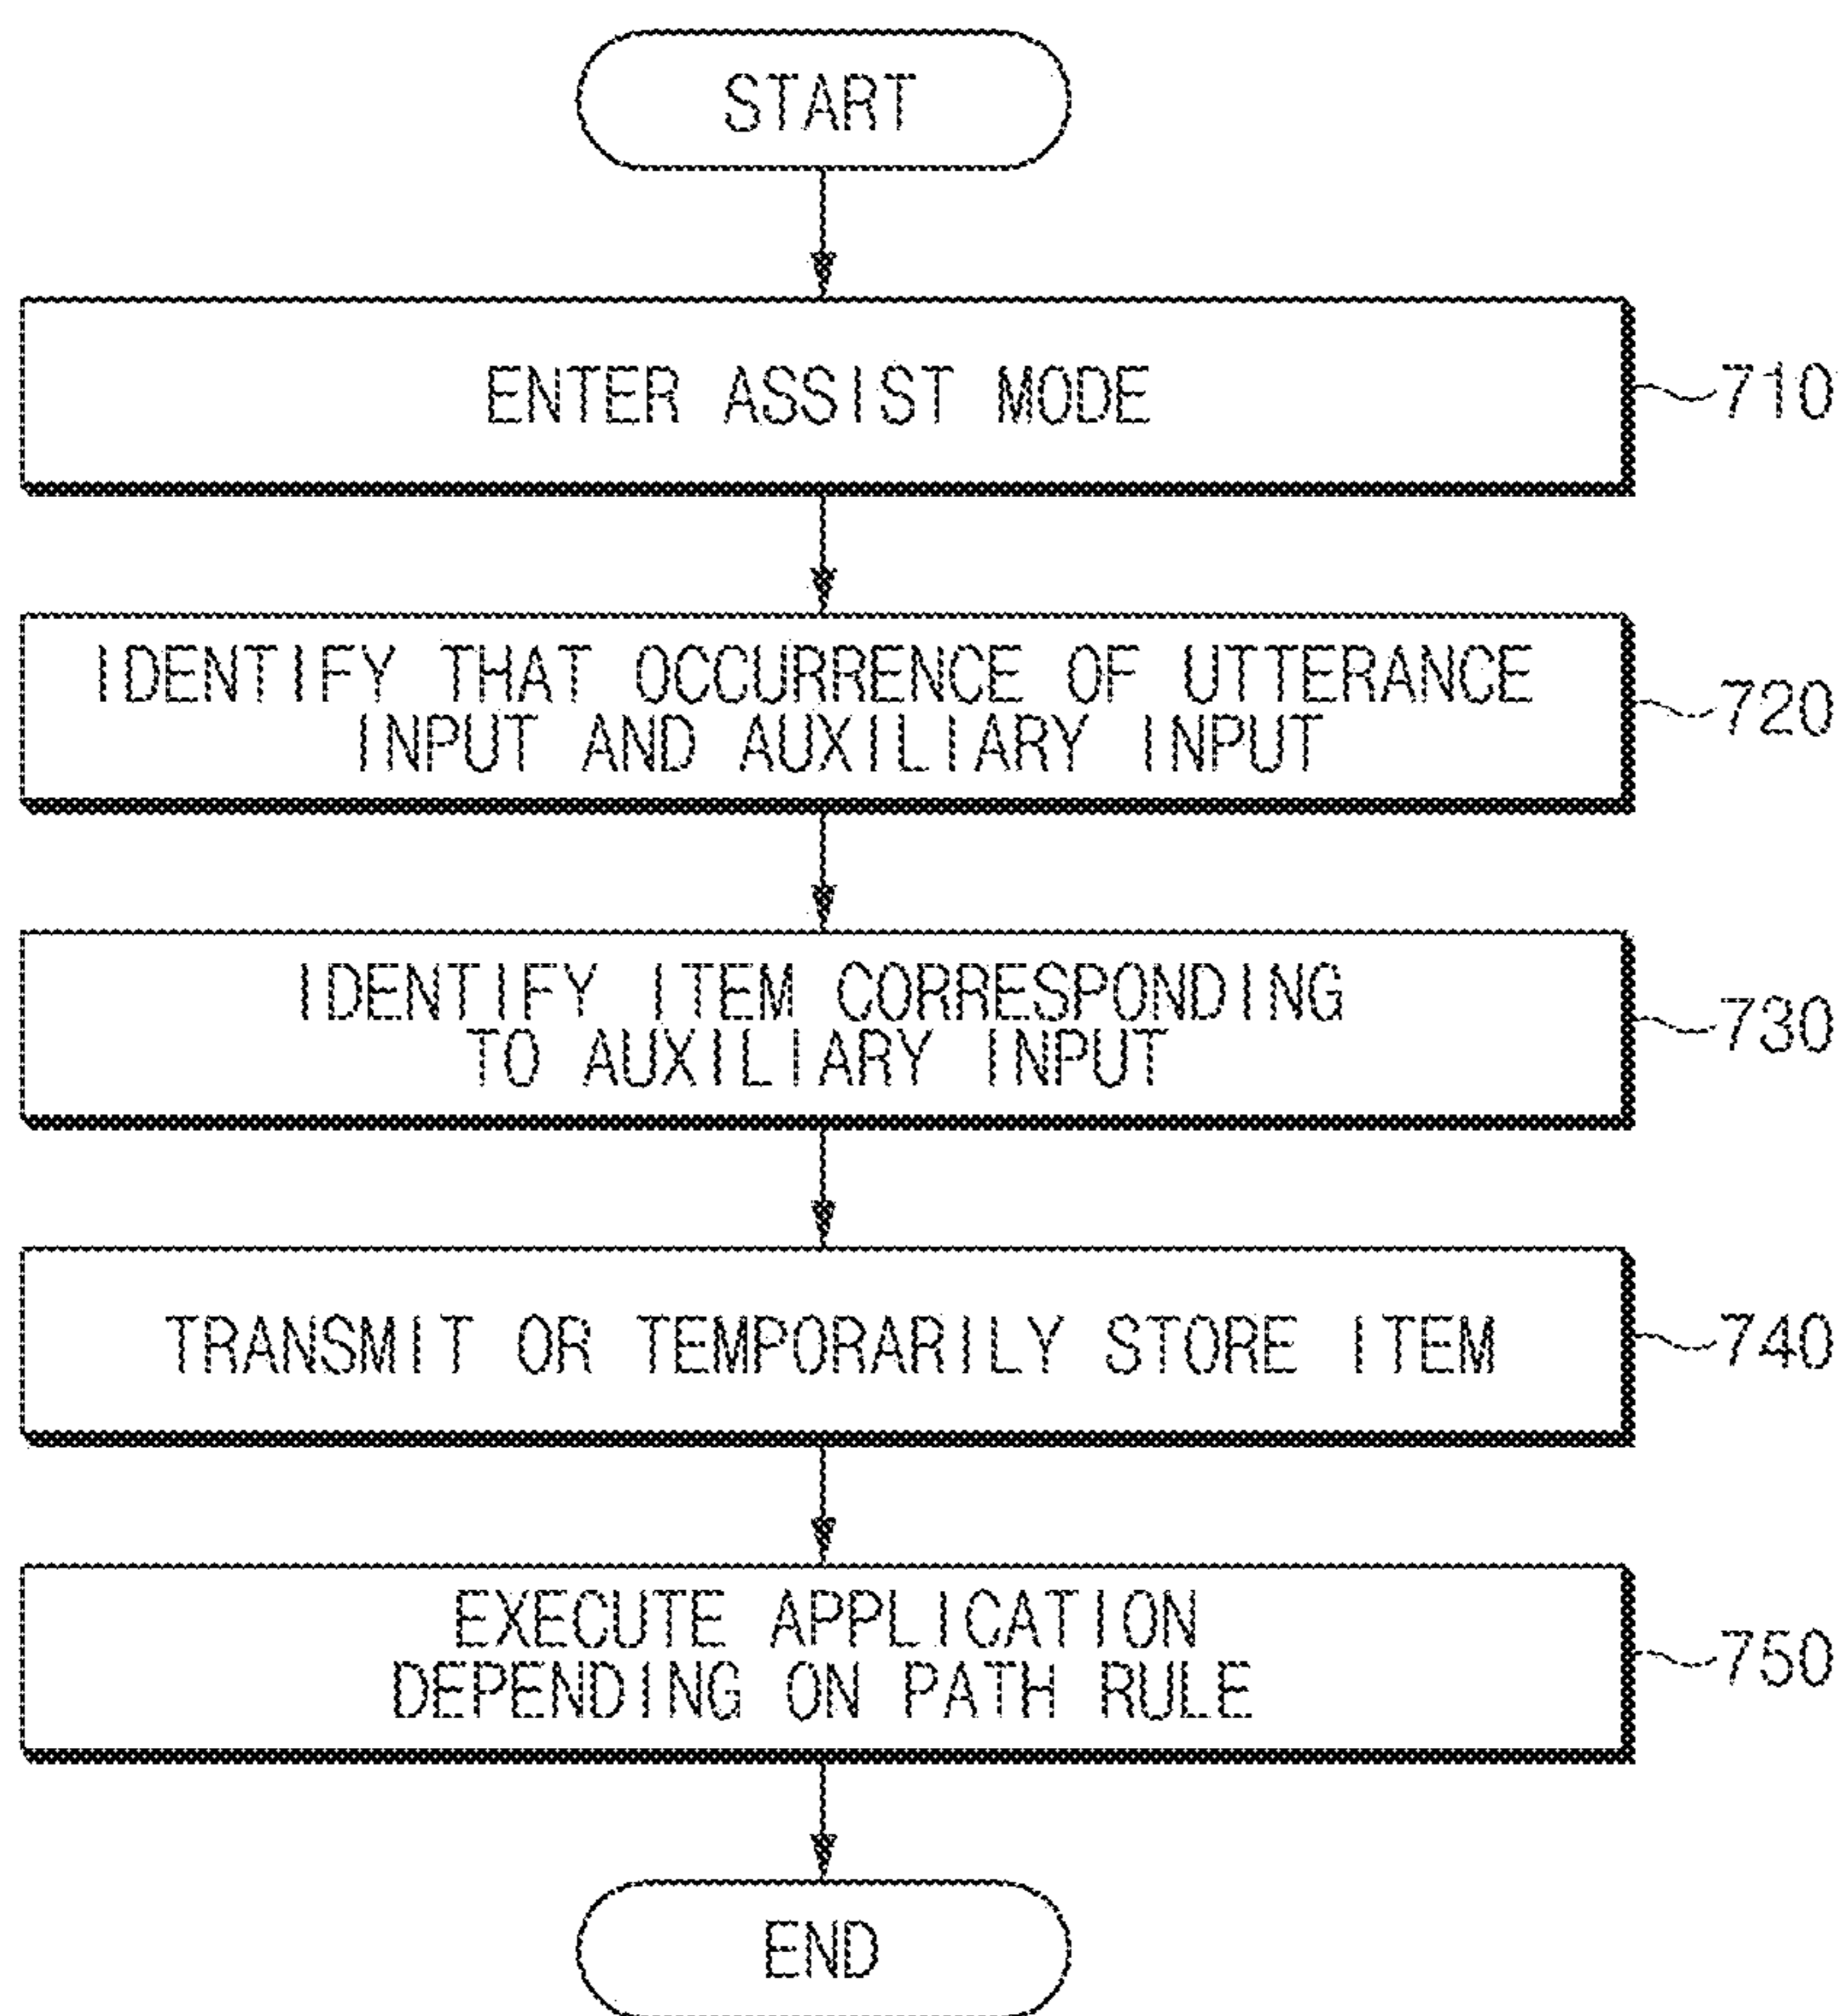 START
ENTER ASSIST MODE
710
IDENTIFY THAT OCCURRENCE OF UTTERANCE
INPUT AND AUXILIARY INPUT
720
IDENTIFY ITEM CORRESPONDING
TO AUXILIARY INPUT
730
TRANSMIT OR TEMPORARILY STORE ITEM
740
EXECUTE APPLICATION
DEPENDING ON PATH RULE
750
END